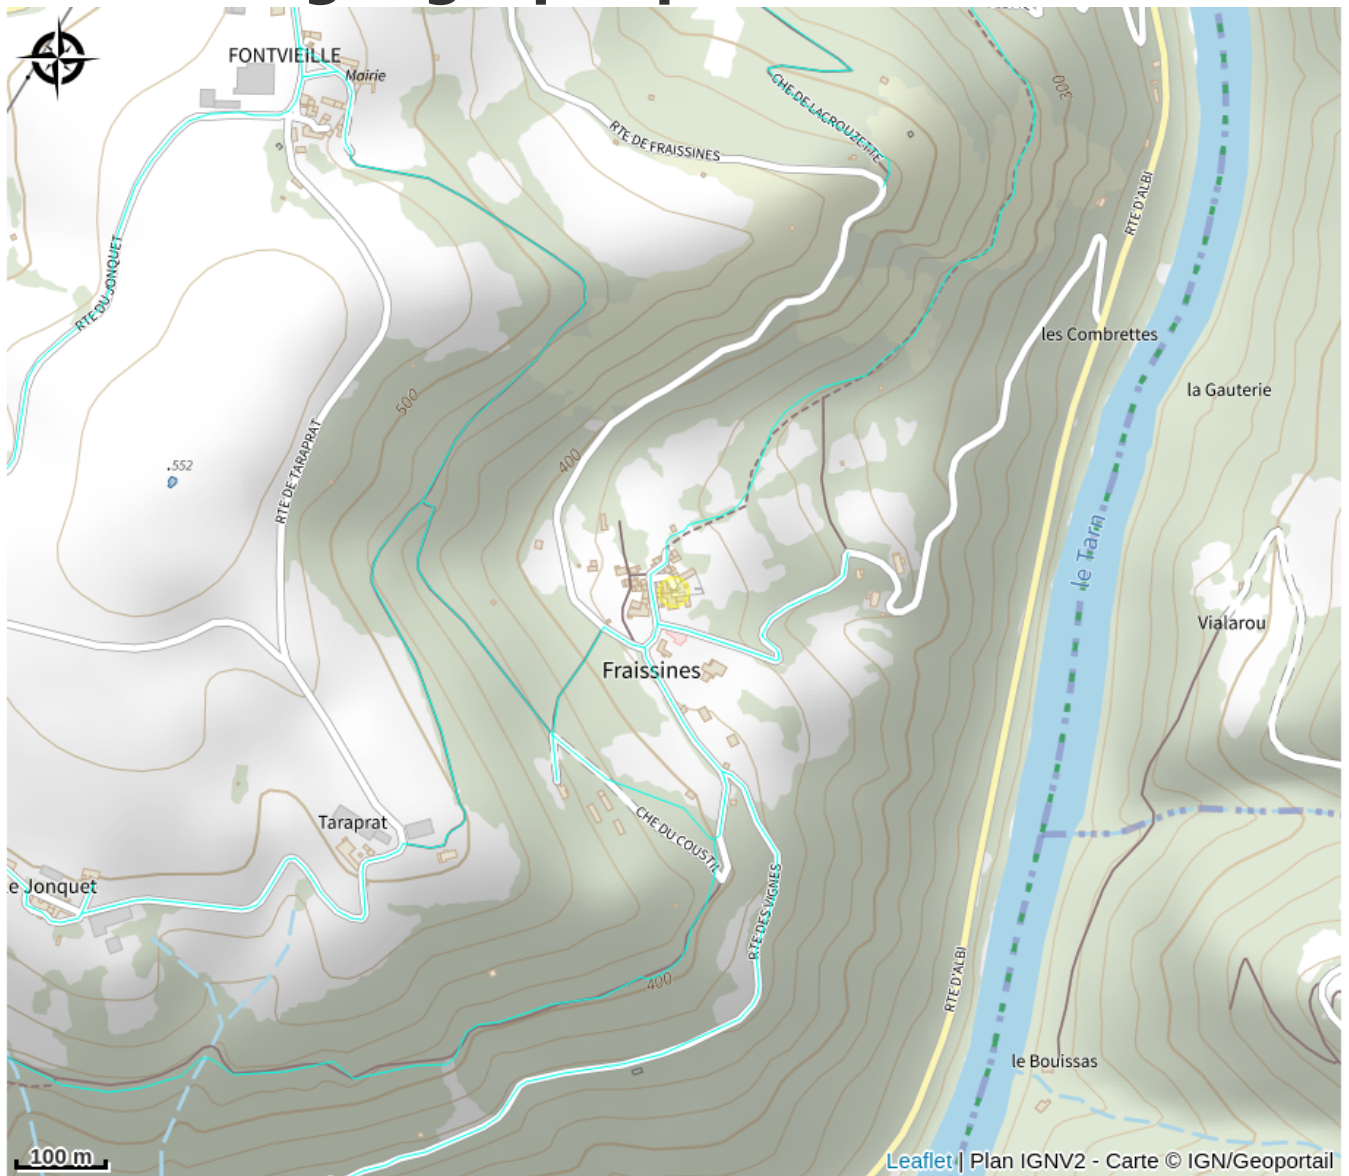 FONTVIEILLE
Mairie
300
CHE DE LACROUZETTE
RTE DE FRAISSINES
RTE D'ALBI
RTE DU JONQUET
les Combrettes
la Gauterie
500
RTE DE TARAPRAT
400
.552
le Tarn
Vialarou
Fraissines
Taraprat
CHE DU COUSTIL
e Jonquet
RTE DES VIGNES
RTE D'ALBI
400
le Bouissas
100 m
Leaflet | Plan IGNV2 - Carte © IGN/Geoportail